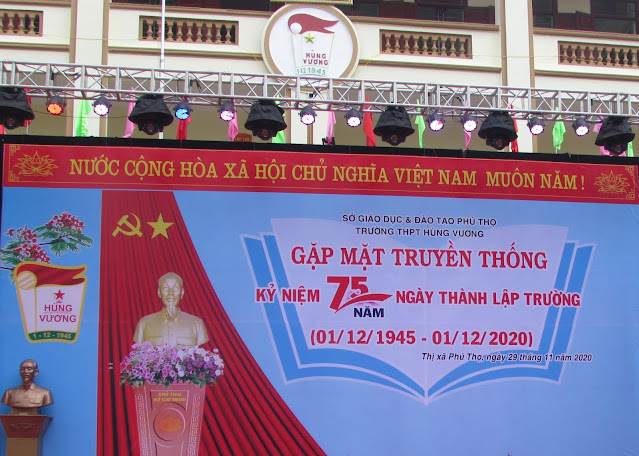 HÙNG
VƯƠNG
NƯỚC CỘNG HÒA XÃ HỘI CHỦ NGHĨA VIỆT NAM MUÔN NĂM !
SỞ GIÁO DỤC & ĐÀO TẠO PHÚ THỌ
TRƯỜNG THPT HÙNG VƯƠNG
GẶP MẶT TRUYỀN THỐNG
KỶ NIỆM 75 NĂM NGÀY THÀNH LẬP TRƯỜNG
(01/12/1945 - 01/12/2020)
Thị xã Phú Thọ, ngày 29 tháng 11 năm 2020
HÙNG
VƯƠNG
1-12-1945